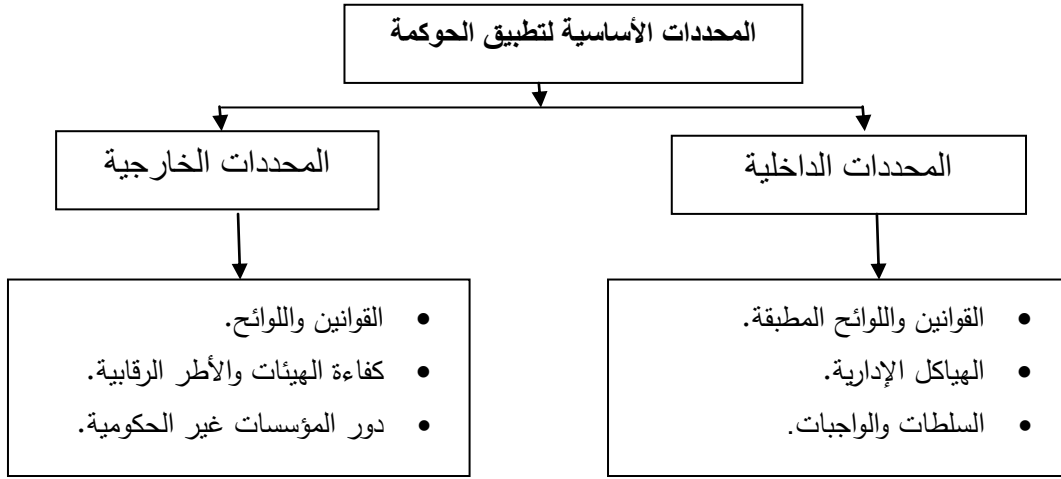 المحددات الأساسية لتطبيق الحوكمة
المحددات الداخلية
المحددات الخارجية
• القوانين واللوائح المطبقة.
• الهياكل الإدارية.
• السلطات والواجبات.
• القوانين واللوائح.
• كفاءة الهيئات والأطر الرقابية.
• دور المؤسسات غير الحكومية.